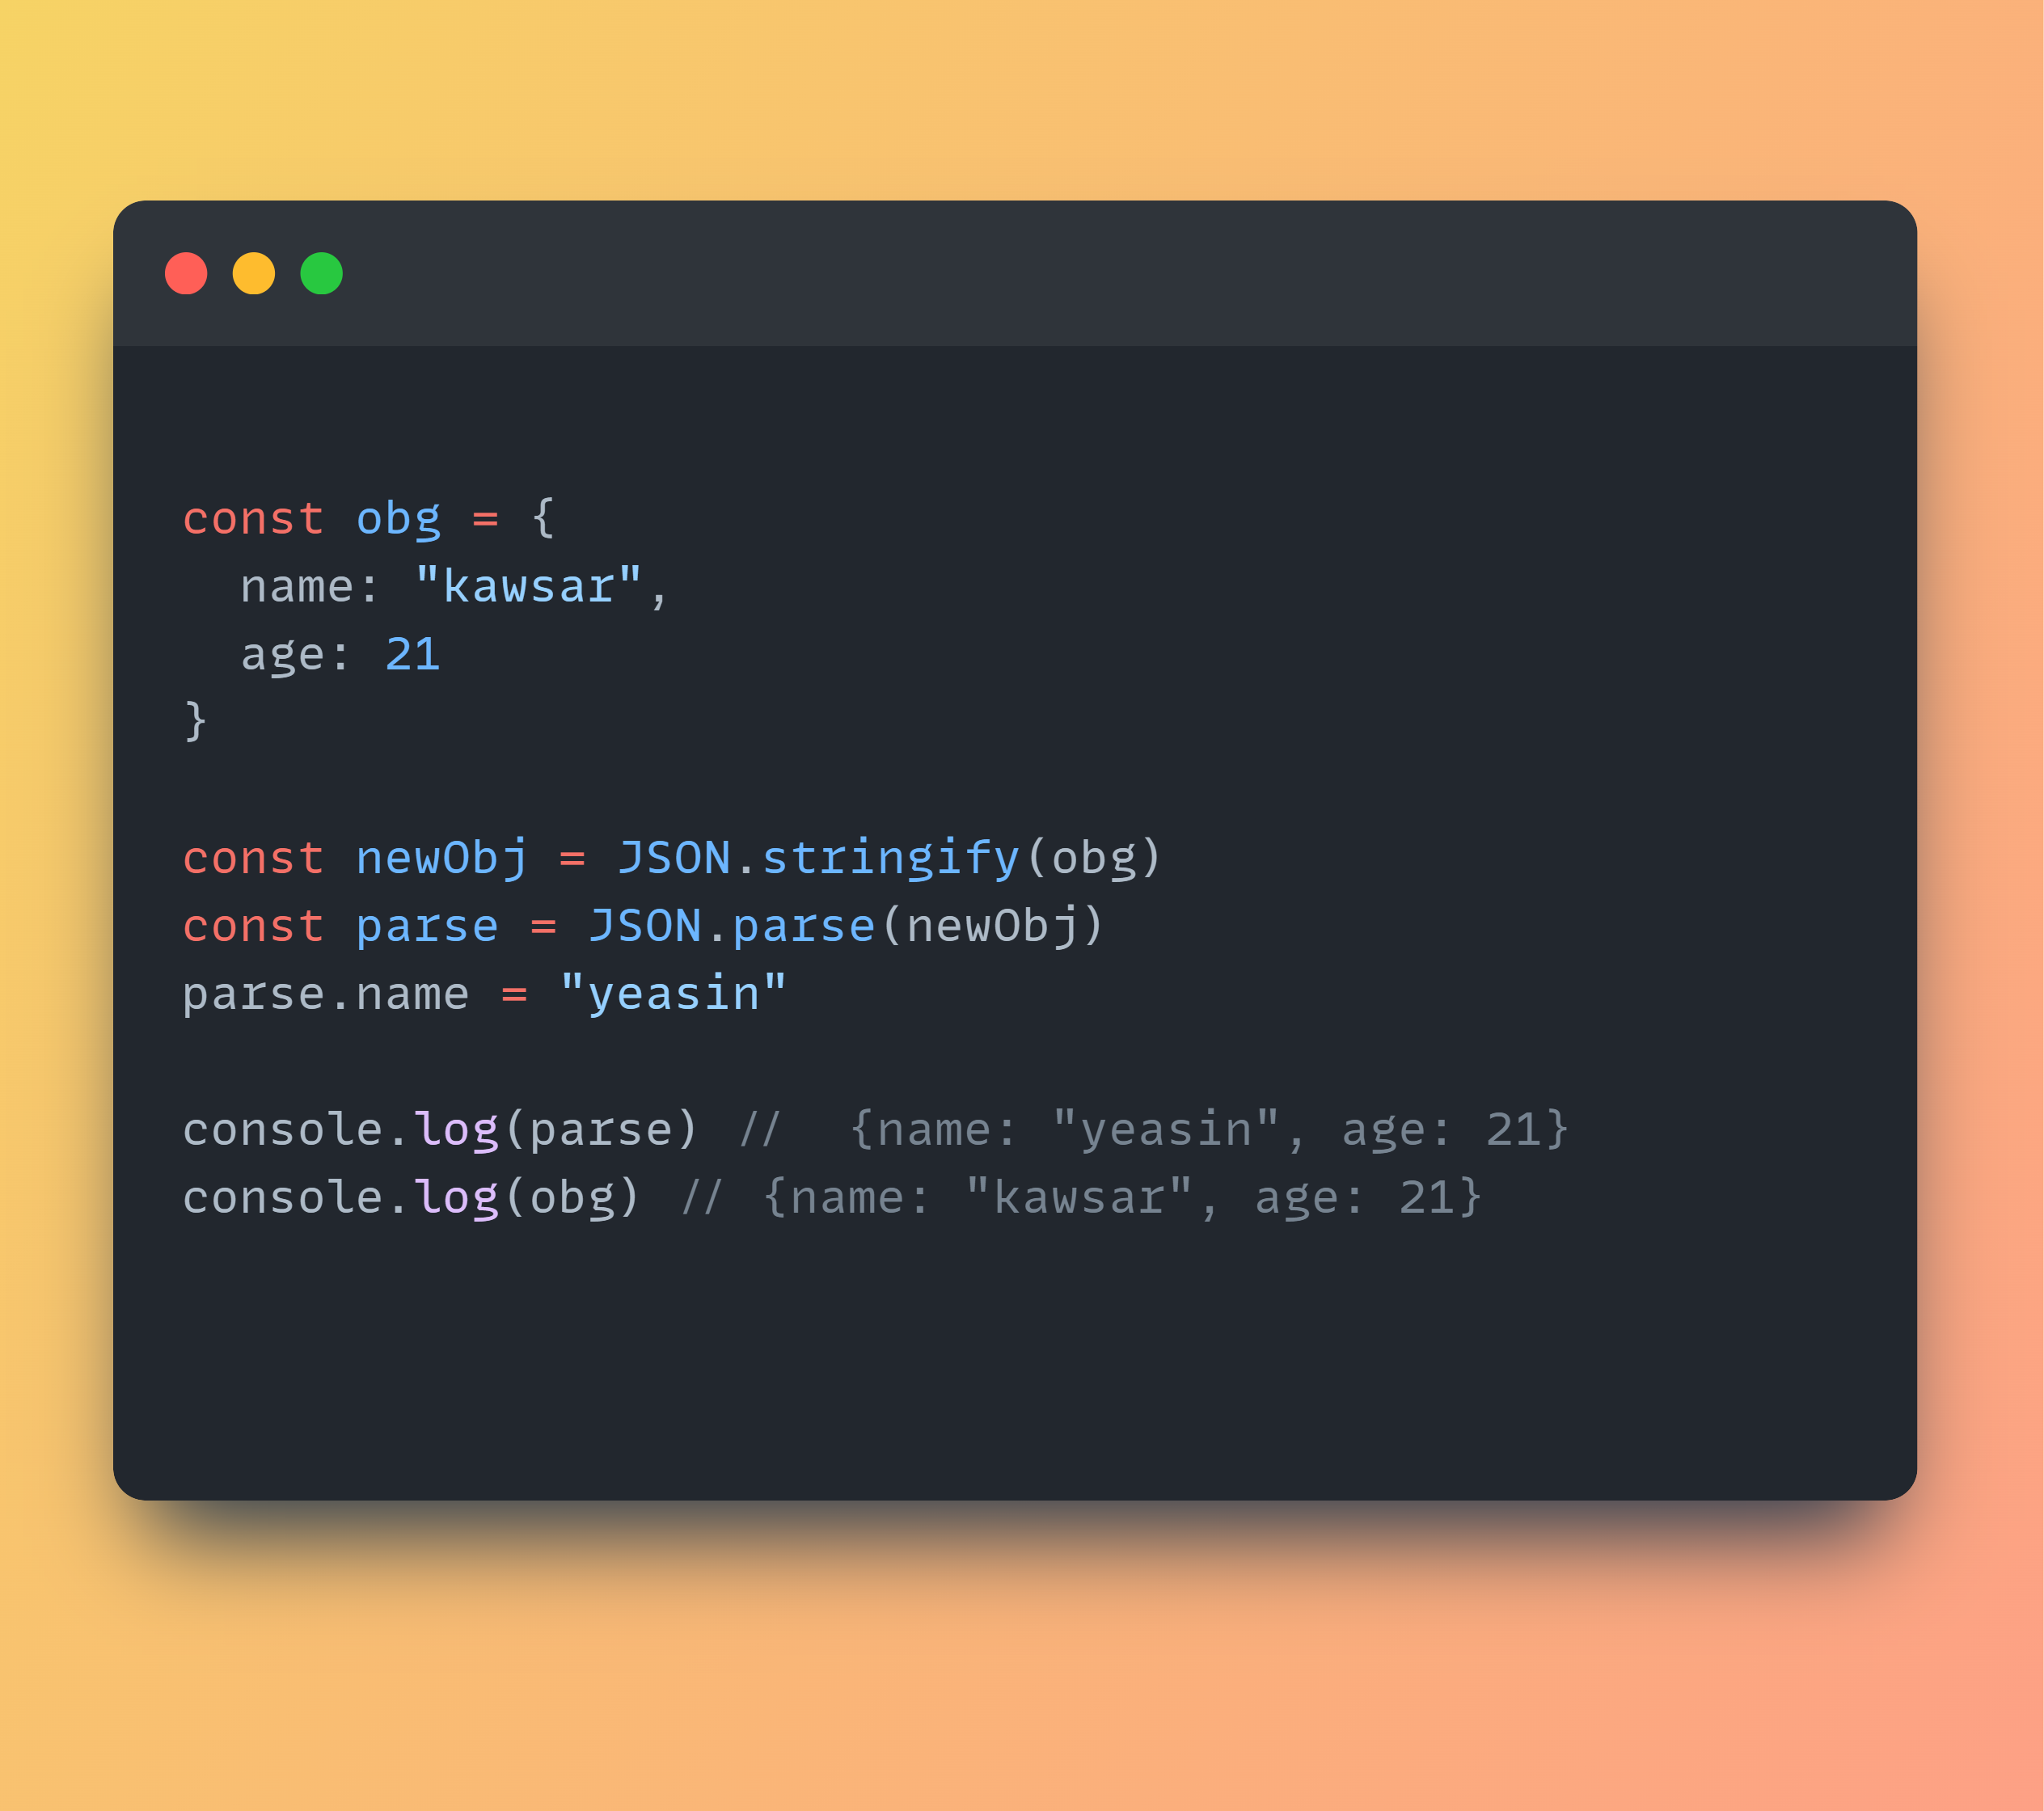 const obg = {
  name: "kawsar",
  age: 21
}

const newObj = JSON.stringify(obg)
const parse = JSON.parse(newObj)
parse.name = "yeasin"

console.log(parse) //  {name: "yeasin", age: 21}
console.log(obg) // {name: "kawsar", age: 21}